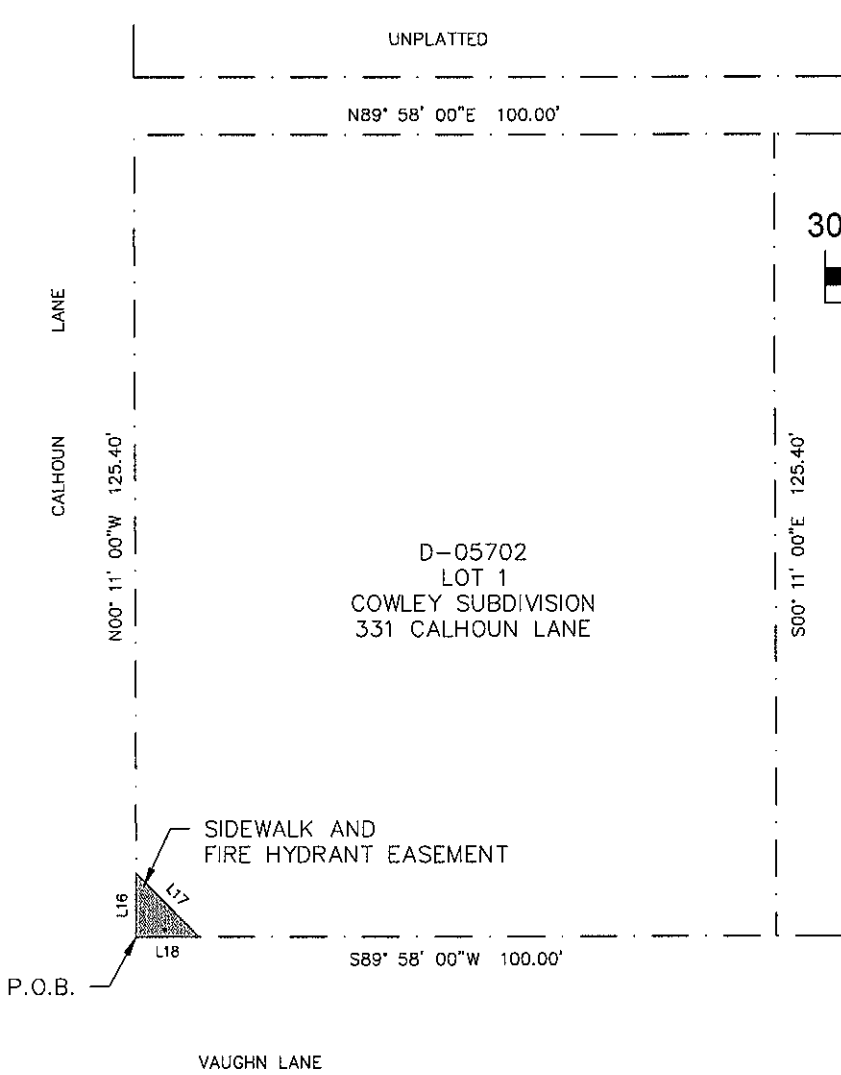 UNPLATTED
N89° 58' 00"E 100.00'
30
CALHOUN LANE
N00° 11' 00"W 125.40'
S00° 11' 00"E 125.40'
D-05702
LOT 1
COWLEY SUBDIVISION
331 CALHOUN LANE
SIDEWALK AND
FIRE HYDRANT EASEMENT
L16
L17
L18
S89° 58' 00"W 100.00'
P.O.B.
VAUGHN LANE